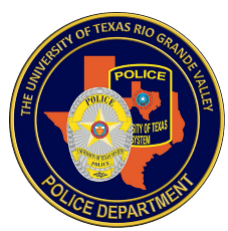 THE UNIVERSITY OF TEXAS RIO GRANDE VALLEY
POLICE
POLICE
SITY OF TEXAS
SYSTEM
POLICE DEPARTMENT